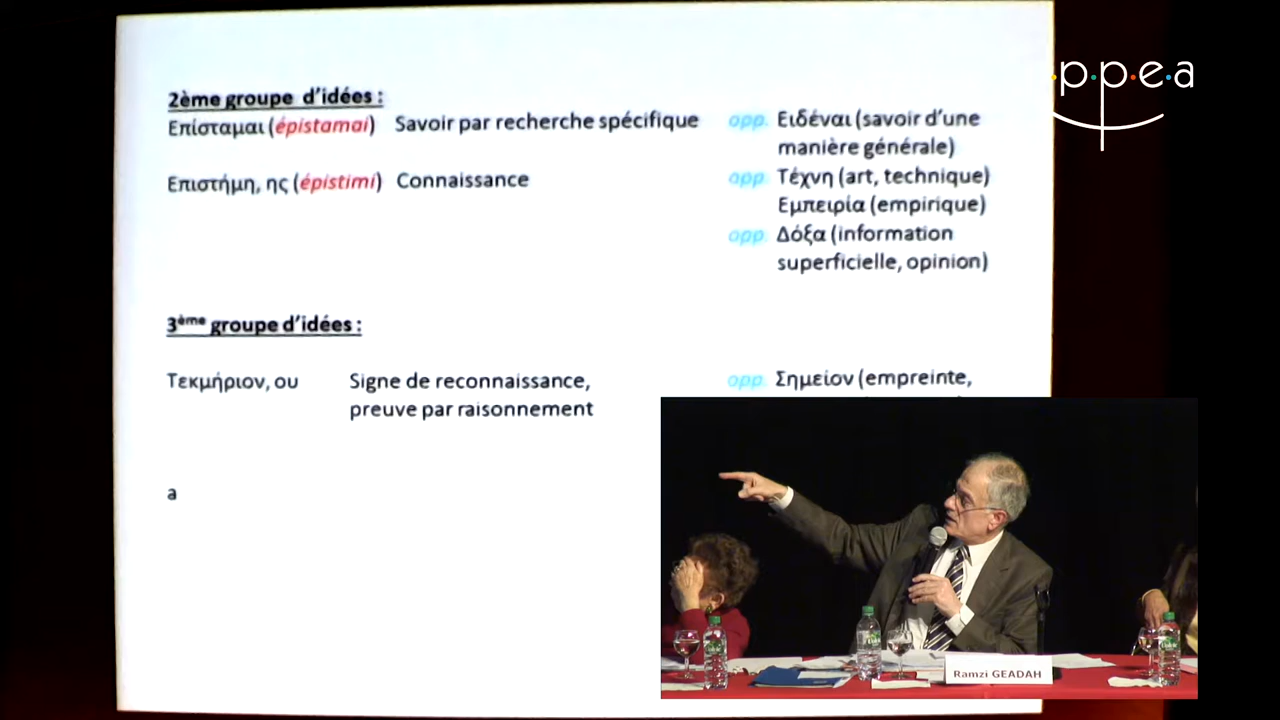 2ème groupe d'idées :
Επίσταμαι (épistamai) Savoir par recherche spécifique opp. Ειδέναι (savoir d'une
manière générale)
Επιστήμη, ης (épistimi) Connaissance opp. Τέχνη (art, technique)
Εμπειρία (empirique)
opp. Δόξα (information
superficielle, opinion)
3ème groupe d'idées :
Τεκμήριον, ου Signe de reconnaissance, opp. Σημείον (empreinte,
preuve par raisonnement
a
ppea
Ramzi GEADAH